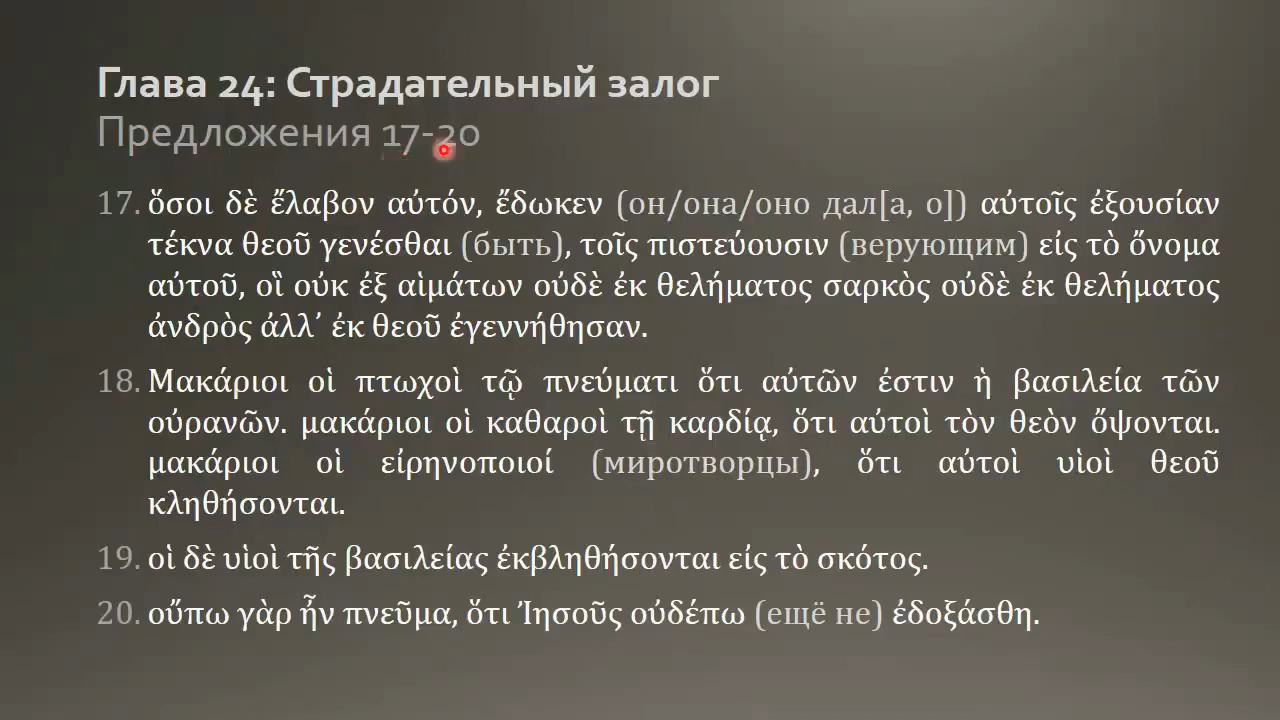 Глава 24: Страдательный залог
Предложения 17-20
17. ὅσοι δὲ ἔλαβον αὐτόν, ἔδωκεν (он/она/оно дал[а, о]) αὐτοῖς ἐξουσίαν
τέκνα θεοῦ γενέσθαι (быть), τοῖς πιστεύουσιν (верующим) εἰς τὸ ὄνομα
αὐτοῦ, οἳ οὐκ ἐξ αἱμάτων οὐδὲ ἐκ θελήματος σαρκὸς οὐδὲ ἐκ θελήματος
ἀνδρὸς ἀλλ᾽ ἐκ θεοῦ ἐγεννήθησαν.
18. Μακάριοι οἱ πτωχοὶ τῷ πνεύματι ὅτι αὐτῶν ἐστιν ἡ βασιλεία τῶν
οὐρανῶν. μακάριοι οἱ καθαροὶ τῇ καρδίᾳ, ὅτι αὐτοὶ τὸν θεὸν ὄψονται.
μακάριοι οἱ εἰρηνοποιοί (миротворцы), ὅτι αὐτοὶ υἱοὶ θεοῦ
κληθήσονται.
19. οἱ δὲ υἱοὶ τῆς βασιλείας ἐκβληθήσονται εἰς τὸ σκότος.
20. οὔπω γὰρ ἦν πνεῦμα, ὅτι Ἰησοῦς οὐδέπω (ещё не) ἐδοξάσθη.